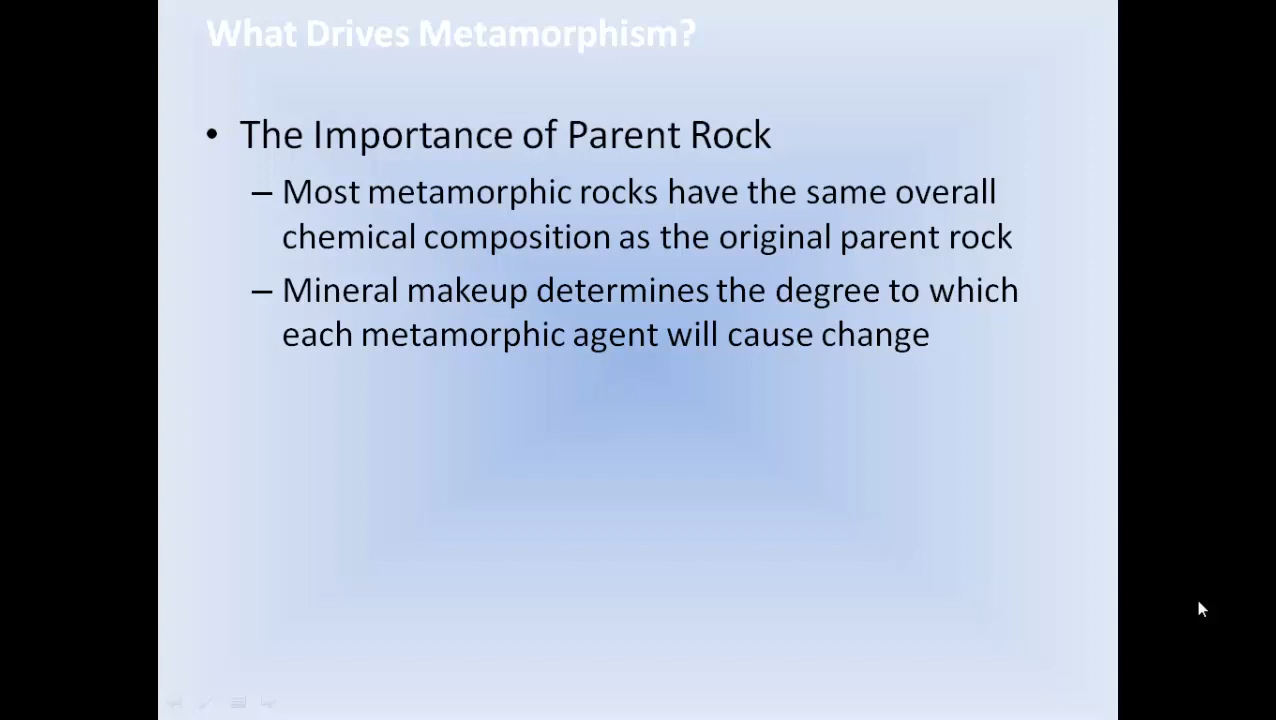 What Drives Metamorphism?
• The Importance of Parent Rock
– Most metamorphic rocks have the same overall
chemical composition as the original parent rock
– Mineral makeup determines the degree to which
each metamorphic agent will cause change